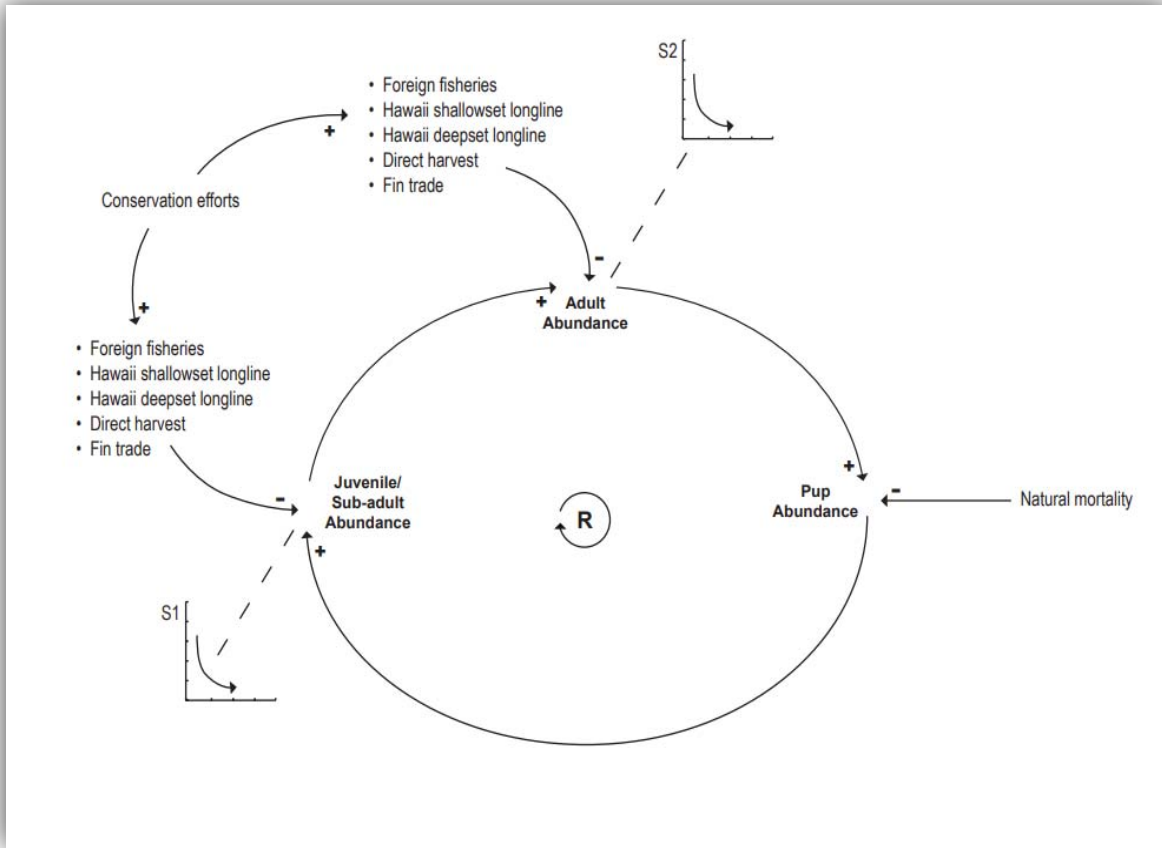 S2
• Foreign fisheries
• Hawaii shallowset longline
• Hawaii deepset longline
• Direct harvest
• Fin trade
+
Conservation efforts
-
+
+ Adult
Abundance
• Foreign fisheries
• Hawaii shallowset longline
• Hawaii deepset longline
• Direct harvest
• Fin trade
+
-
Juvenile/
Sub-adult
Abundance
+
R
Pup
Abundance
-
Natural mortality
S1